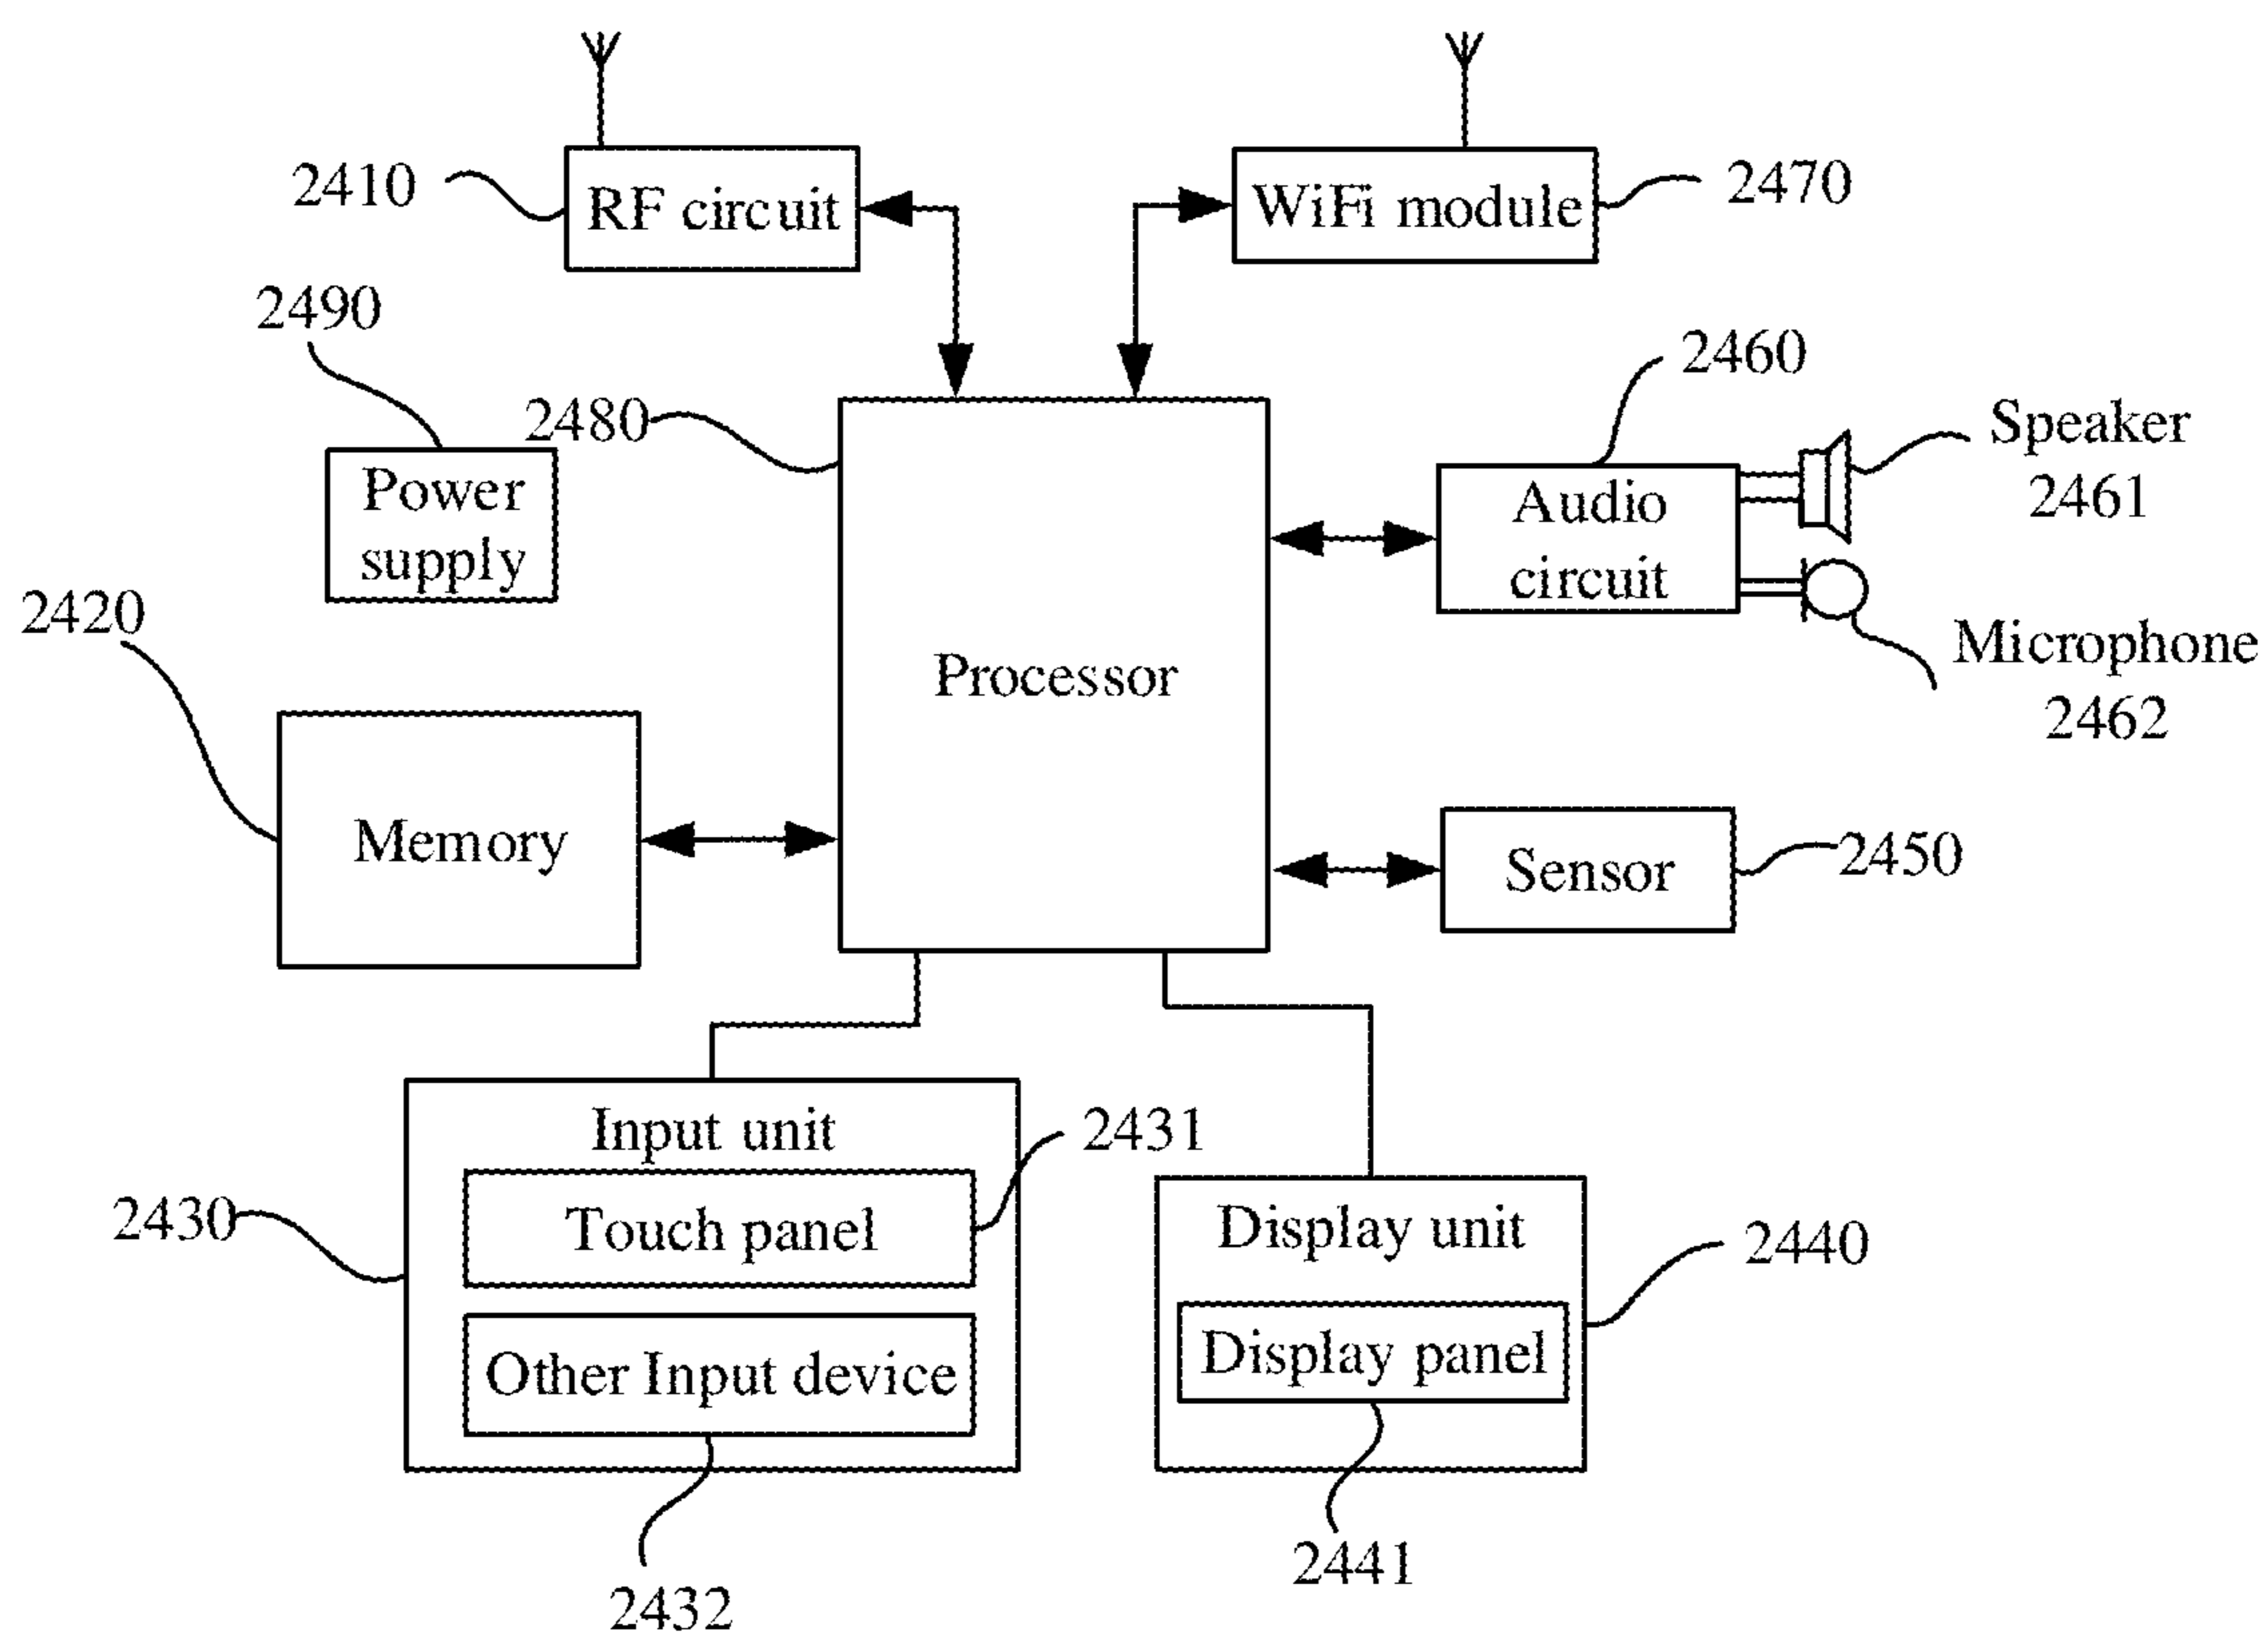 2410
RF circuit
WiFi module
2470
2490
2480
2460
Speaker
2461
Power
supply
Audio
circuit
2420
Processor
Microphone
2462
Memory
Sensor
2450
Input unit
2431
2430
Touch panel
Display unit
2440
Other Input device
Display panel
2441
2432